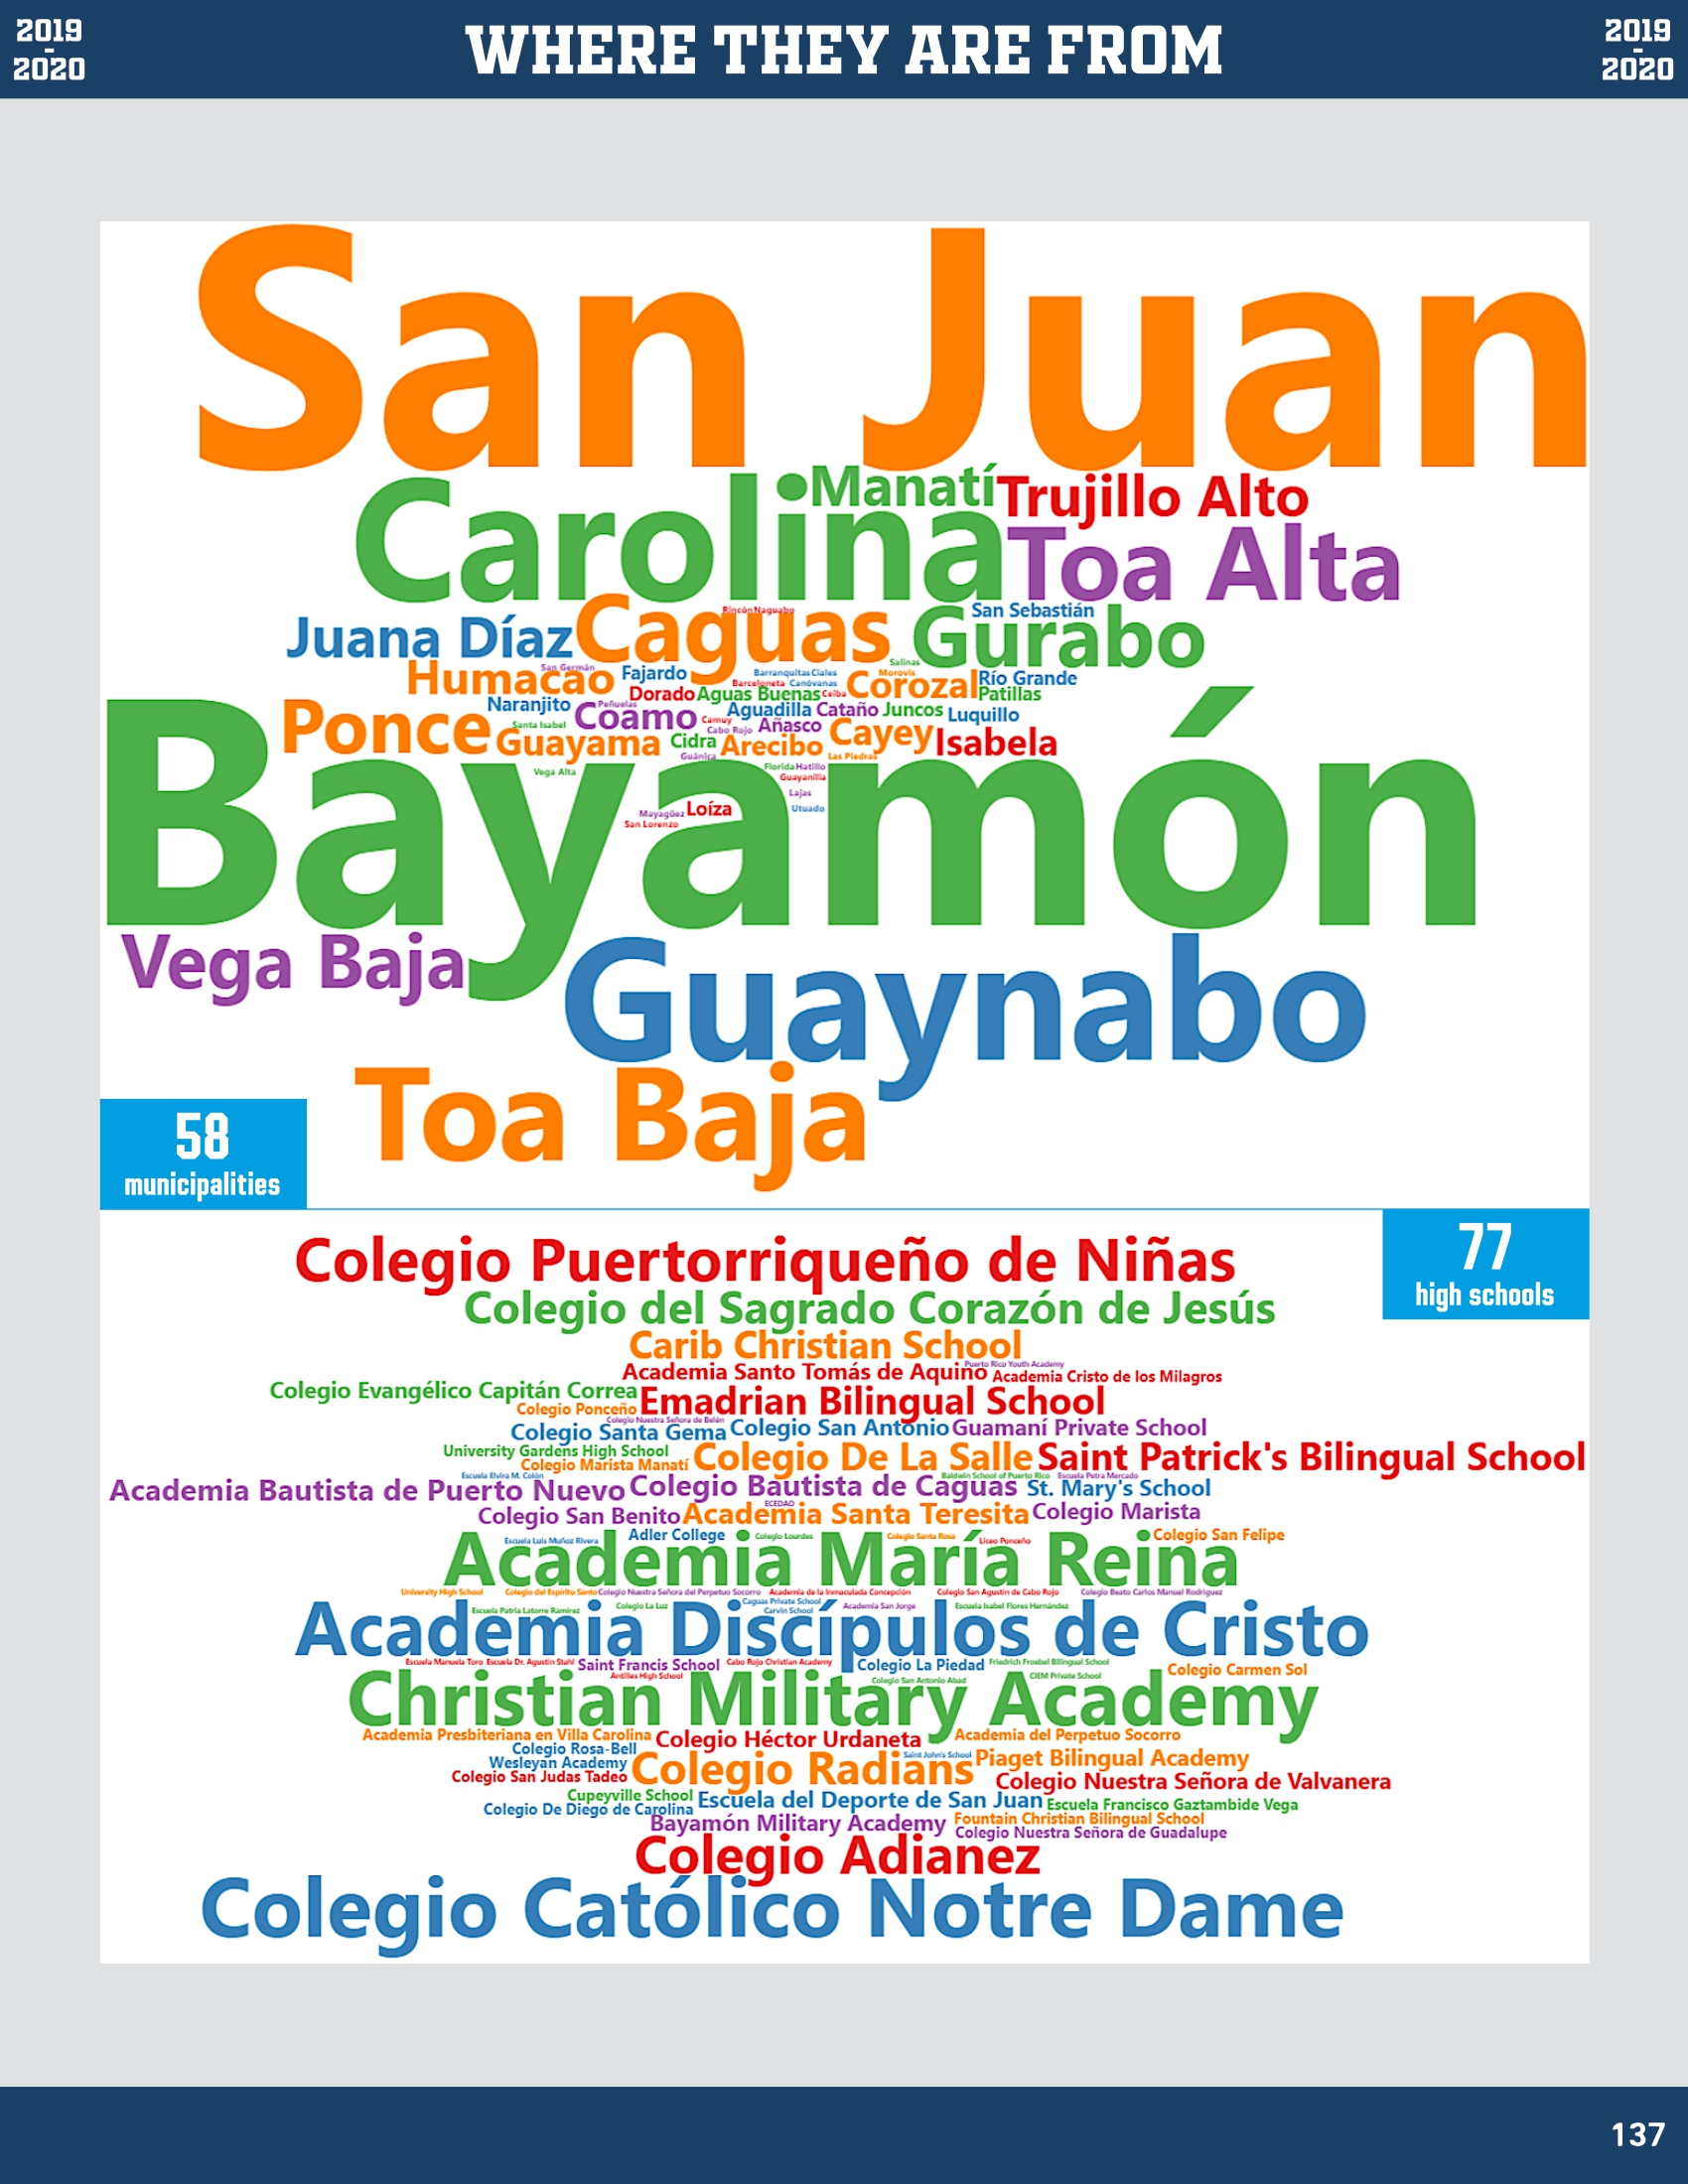 2019
-
2020
WHERE THEY ARE FROM
2019
-
2020
San Juan
Manatí Trujillo Alto
Carolina Toa Alta
Rincón Naguabo San Sebastián
Juana Díaz Caguas Gurabo
San Germán Salinas
Humacao Fajardo Barranquitas Ciales Morovis Río Grande
Barceloneta Canóvanas Corozal
Dorado Aguas Buenas Ceiba Patillas
Naranjito Peñuelas Aguadilla Cataño Juncos Luquillo
Ponce Coamo Camuy Añasco Cayey
Santa Isabel Cabo Rojo
Guayama Cidra Arecibo Isabela
Guánica Las Piedras
Vega Alta Florida Hatillo
Guayanilla
Lajas
Mayagüez Loíza Utuado
San Lorenzo
Bayamón
Vega Baja
Guaynabo
Toa Baja
58
municipalities
77
high schools
Colegio Puertorriqueño de Niñas
Colegio del Sagrado Corazón de Jesús
Carib Christian School
Puerto Rico Youth Academy
Academia Santo Tomás de Aquino Academia Cristo de los Milagros
Colegio Evangélico Capitán Correa Emadrian Bilingual School
Colegio Ponceño
Colegio Nuestra Señora de Belén
Colegio Santa Gema Colegio San Antonio Guamaní Private School
University Gardens High School Colegio De La Salle Saint Patrick's Bilingual School
Colegio Marista Manatí
Escuela Elvira M. Colón Baldwin School of Puerto Rico Escuela Petra Mercado
Academia Bautista de Puerto Nuevo Colegio Bautista de Caguas St. Mary's School
ECEDAO
Colegio San Benito Academia Santa Teresita Colegio Marista
Escuela Luis Muñoz Rivera Adler College Colegio Lourdes Colegio Santa Rosa Liceo Ponceño Colegio San Felipe
Academia María Reina
University High School Colegio del Espíritu Santo Colegio Nuestra Señora del Perpetuo Socorro Academia de la Inmaculada Concepción Colegio San Agustin de Cabo Rojo Colegio Beato Carlos Manuel Rodríguez
Caguas Private School
Escuela Patria Latorre Ramírez Colegio La Luz Carvin School Academia San Jorge Escuela Isabel Flores Hernández
Academia Discípulos de Cristo
Escuela Manuela Toro Escuela Dr. Agustín Stahl Saint Francis School Cabo Rojo Christian Academy Colegio La Piedad Friedrich Froebel Bilingual School Colegio Carmen Sol
Antilles High School Colegio San Antonio Abad CIEM Private School
Christian Military Academy
Academia Presbiteriana en Villa Carolina Colegio Héctor Urdaneta Academia del Perpetuo Socorro
Colegio Rosa-Bell Saint John's School
Wesleyan Academy Colegio Radians Piaget Bilingual Academy
Colegio San Judas Tadeo Colegio Nuestra Señora de Valvanera
Cupeyville School Escuela del Deporte de San Juan Escuela Francisco Gaztambide Vega
Colegio De Diego de Carolina
Bayamón Military Academy Fountain Christian Bilingual School
Colegio Nuestra Señora de Guadalupe
Colegio Adianez
Colegio Católico Notre Dame
137